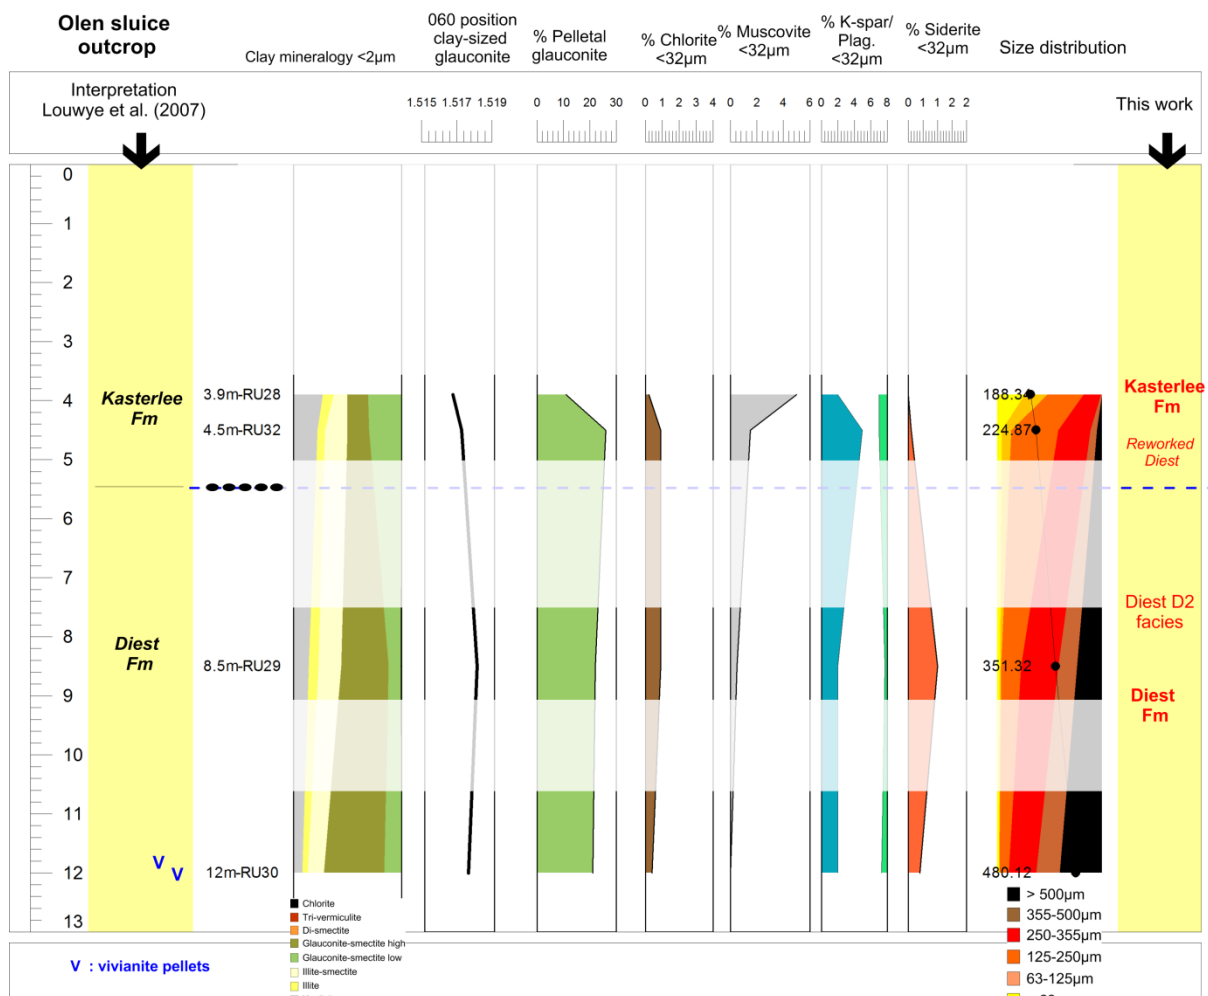 Olen sluice
outcrop
Clay mineralogy <2µm
060 position
clay-sized
glauconite
% Pelletal
glauconite
% Chlorite
<32µm
% Muscovite
<32µm
% K-spar/
Plag.
<32µm
% Siderite
<32µm
Size distribution
Interpretation
Louwye et al. (2007)
1.515 1.517 1.519
0 10 20 30
0 1 2 3 4
0 2 4 6
0 2 4 6 8
0 1 1 2 2
This work
0
1
2
3
4
5
6
7
8
9
10
11
12
13
Kasterlee
Fm
Diest
Fm
V
V
3.9m-RU28
4.5m-RU32
8.5m-RU29
12m-RU30
188.34
224.87
351.32
480.12
Kasterlee
Fm
Reworked
Diest
Diest D2
facies
Diest
Fm
Chlorite
Tri-vermiculite
Di-smectite
Glauconite-smectite high
Glauconite-smectite low
Illite-smectite
Illite
> 500µm
355-500µm
250-355µm
125-250µm
63-125µm
V : vivianite pellets